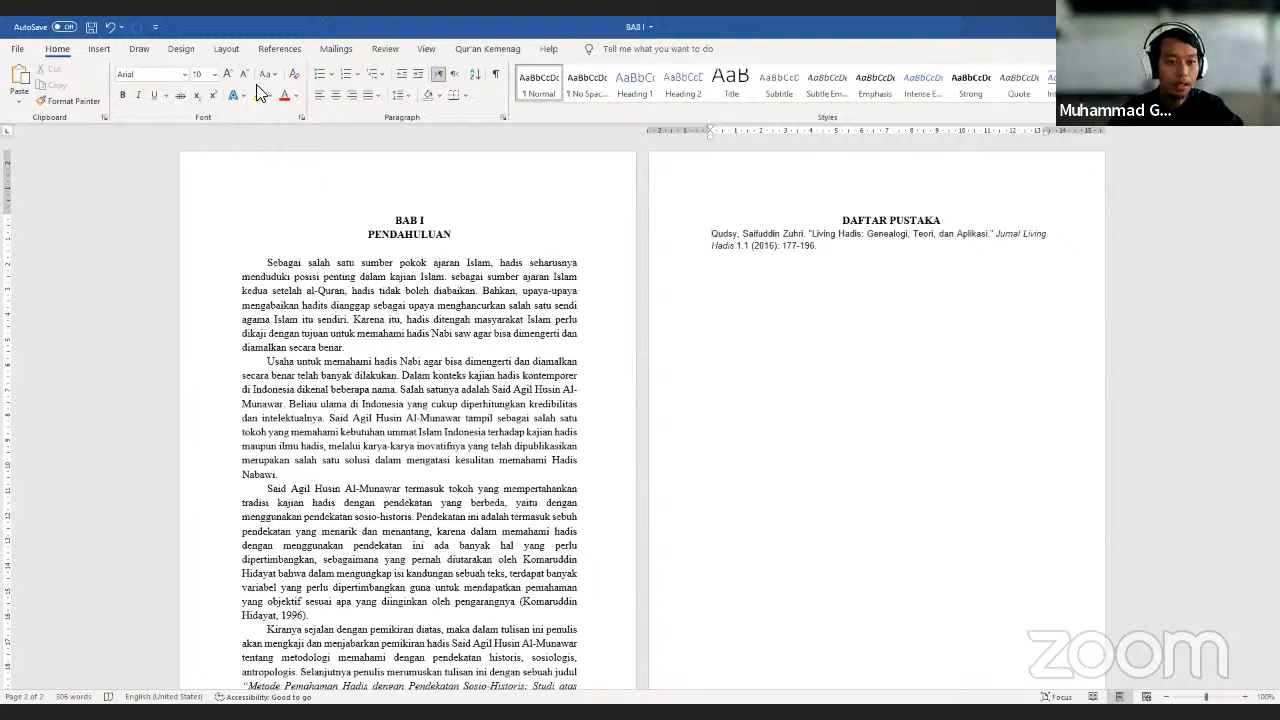 AutoSave Off
BAB I
File Home Insert Draw Design Layout References Mailings Review View Qur'an Kemenag Help Tell me what you want to do
Paste
Cut
Copy
Format Painter
Arial 10
AaBbCcDc AaBbCcDc AaBbCc AaBbCcD AaB AaBbCcD AaBbCcDc AaBbCcDc AaBbCcDc AaBbCcDc AaBbCcDc
¶ Normal ¶ No Spac... Heading 1 Heading 2 Title Subtitle Subtle Em... Emphasis Intense E... Strong Quote
Clipboard Font Paragraph Styles
Muhammad G...
BAB I
PENDAHULUAN
Sebagai salah satu sumber pokok ajaran Islam, hadis seharusnya
menduduki posisi penting dalam kajian Islam. sebagai sumber ajaran Islam
kedua setelah al-Quran, hadis tidak boleh diabaikan. Bahkan, upaya-upaya
mengabaikan hadits dianggap sebagai upaya menghancurkan salah satu sendi
agama Islam itu sendiri. Karena itu, hadis ditengah masyarakat Islam perlu
dikaji dengan tujuan untuk memahami hadis Nabi saw agar bisa dimengerti dan
diamalkan secara benar.
Usaha untuk memahami hadis Nabi agar bisa dimengerti dan diamalkan
secara benar telah banyak dilakukan. Dalam konteks kajian hadis kontemporer
di Indonesia dikenal beberapa nama. Salah satunya adalah Said Agil Husin Al-
Munawar. Beliau ulama di Indonesia yang cukup diperhitungkan kredibilitas
dan intelektualnya. Said Agil Husin Al-Munawar tampil sebagai salah satu
tokoh yang memahami kebutuhan ummat Islam Indonesia terhadap kajian hadis
maupun ilmu hadis, melalui karya-karya inovatifnya yang telah dipublikasikan
merupakan salah satu solusi dalam mengatasi kesulitan memahami Hadis
Nabawi.
Said Agil Husin Al-Munawar termasuk tokoh yang mempertahankan
tradisi kajian hadis dengan pendekatan yang berbeda, yaitu dengan
menggunakan pendekatan sosio-historis. Pendekatan ini adalah termasuk sebuh
pendekatan yang menarik dan menantang, karena dalam memahami hadis
dengan menggunakan pendekatan ini ada banyak hal yang perlu
dipertimbangkan, sebagaimana yang pernah diutarakan oleh Komaruddin
Hidayat bahwa dalam mengungkap isi kandungan sebuah teks, terdapat banyak
variabel yang perlu dipertimbangkan guna untuk mendapatkan pemahaman
yang objektif sesuai apa yang diinginkan oleh pengarangnya (Komaruddin
Hidayat, 1996).
Kiranya sejalan dengan pemikiran diatas, maka dalam tulisan ini penulis
akan mengkaji dan menjabarkan pemikiran hadis Said Agil Husin Al-Munawar
tentang metodologi memahami dengan pendekatan historis, sosiologis,
antropologis. Selanjutnya penulis merumuskan tulisan ini dengan sebuah judul
“Metode Pemahaman Hadis dengan Pendekatan Sosio-Historis: Studi atas
DAFTAR PUSTAKA
Qudsy, Saifuddin Zuhri. "Living Hadis: Genealogi, Teori, dan Aplikasi." Jurnal Living
Hadis 1.1 (2016): 177-196.
zoom
Page 2 of 2 306 words English (United States) Accessibility: Good to go Focus 100%